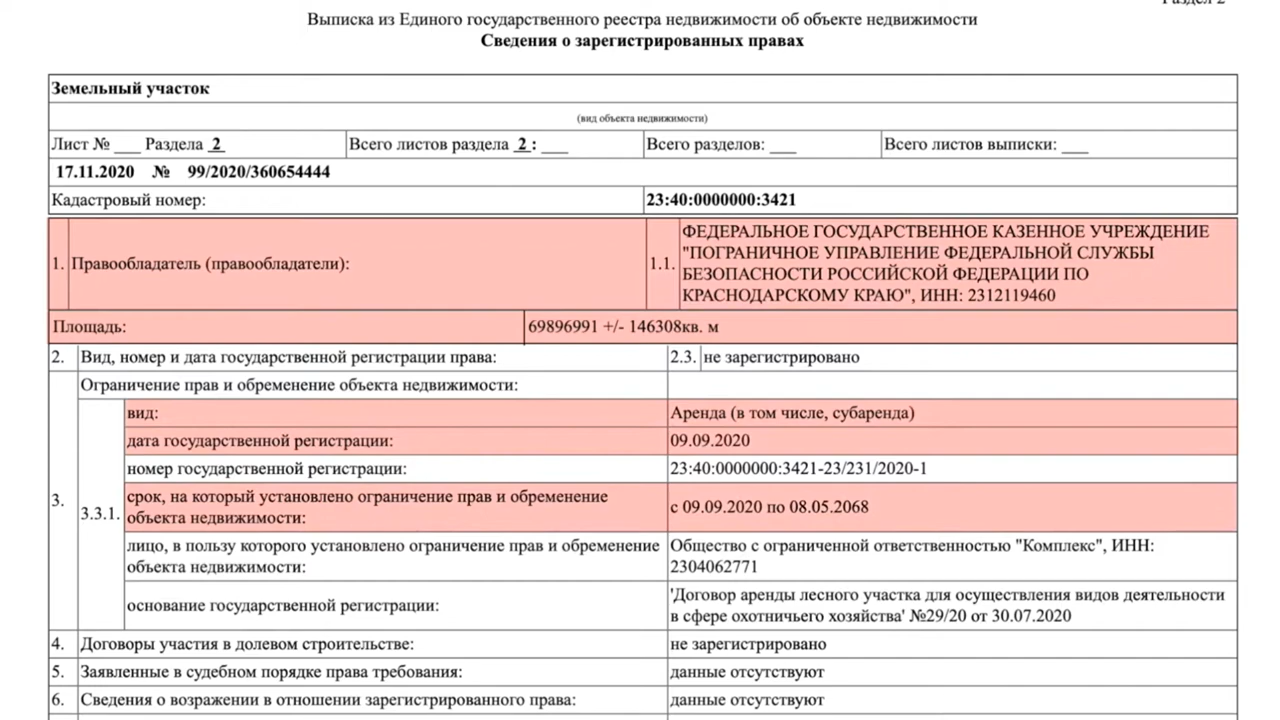 Раздел 2
Выписка из Единого государственного реестра недвижимости об объекте недвижимости
Сведения о зарегистрированных правах
Земельный участок
(вид объекта недвижимости)
Лист № ___ Раздела 2 Всего листов раздела 2 : ___ Всего разделов: ___ Всего листов выписки: ___
17.11.2020 № 99/2020/360654444
Кадастровый номер: 23:40:0000000:3421
1. Правообладатель (правообладатели): 1.1. ФЕДЕРАЛЬНОЕ ГОСУДАРСТВЕННОЕ КАЗЕННОЕ УЧРЕЖДЕНИЕ
"ПОГРАНИЧНОЕ УПРАВЛЕНИЕ ФЕДЕРАЛЬНОЙ СЛУЖБЫ
БЕЗОПАСНОСТИ РОССИЙСКОЙ ФЕДЕРАЦИИ ПО
КРАСНОДАРСКОМУ КРАЮ", ИНН: 2312119460
Площадь: 69896991 +/- 146308кв. м
2. Вид, номер и дата государственной регистрации права: 2.3. не зарегистрировано
3. Ограничение прав и обременение объекта недвижимости:
3.3.1. вид: Аренда (в том числе, субаренда)
дата государственной регистрации: 09.09.2020
номер государственной регистрации: 23:40:0000000:3421-23/231/2020-1
срок, на который установлено ограничение прав и обременение
объекта недвижимости: с 09.09.2020 по 08.05.2068
лицо, в пользу которого установлено ограничение прав и обременение
объекта недвижимости: Общество с ограниченной ответственностью "Комплекс", ИНН:
2304062771
основание государственной регистрации: 'Договор аренды лесного участка для осуществления видов деятельности
в сфере охотничьего хозяйства' №29/20 от 30.07.2020
4. Договоры участия в долевом строительстве: не зарегистрировано
5. Заявленные в судебном порядке права требования: данные отсутствуют
6. Сведения о возражении в отношении зарегистрированного права: данные отсутствуют